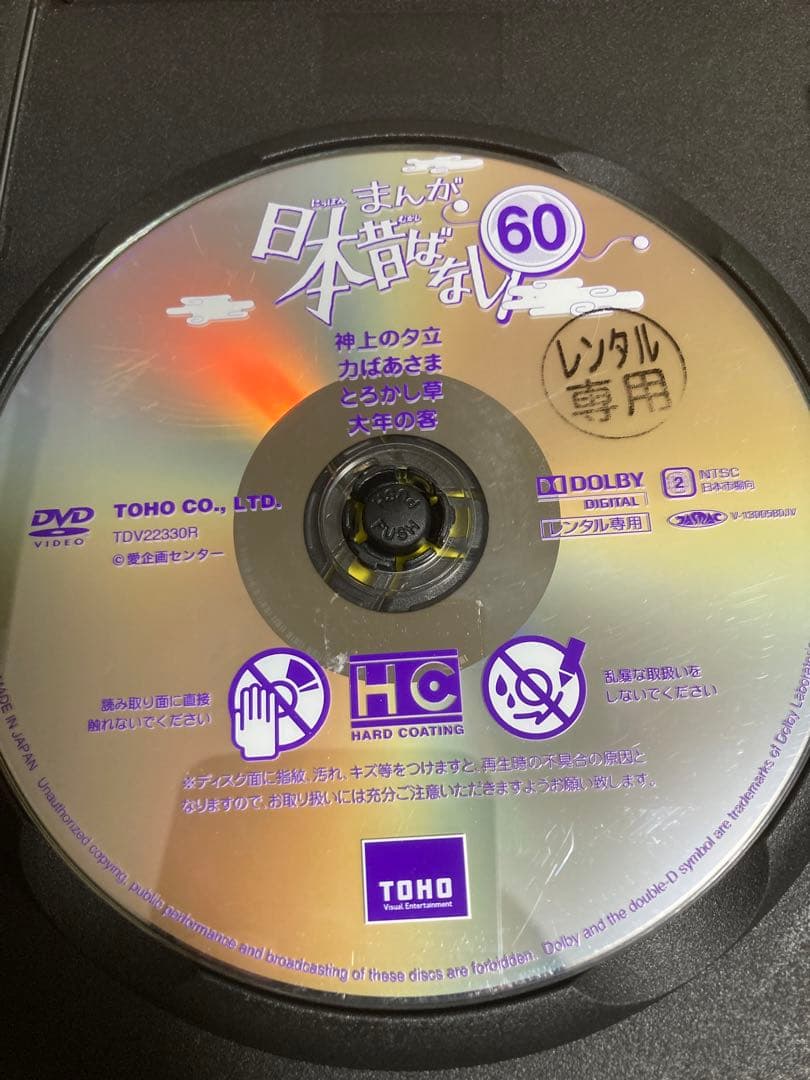 まんが
にっぽん むかし
日本昔ばなし
60
神上の夕立
力ばあさま
とろかし草
大年の客
レンタル
専用
DVD
VIDEO
TOHO CO., LTD.
TDV22330R
©愛企画センター
PUSH
PUSH
DOLBY
DIGITAL
レンタル専用
2
NTSC
日本市場向
JASRAC
読み取り面に直接
触れないでください
HC
HARD COATING
乱暴な取扱いを
しないでください
※ディスク面に指紋、汚れ、キズ等をつけますと、再生時の不具合の原因と
なりますので、お取り扱いには充分ご注意いただきますようお願い致します。
TOHO
Visual Entertainment
MADE IN JAPAN Unauthorized copying, public performance and broadcasting of these discs are forbidden. Dolby and the double-D symbol are trademarks of Dolby Laboratories